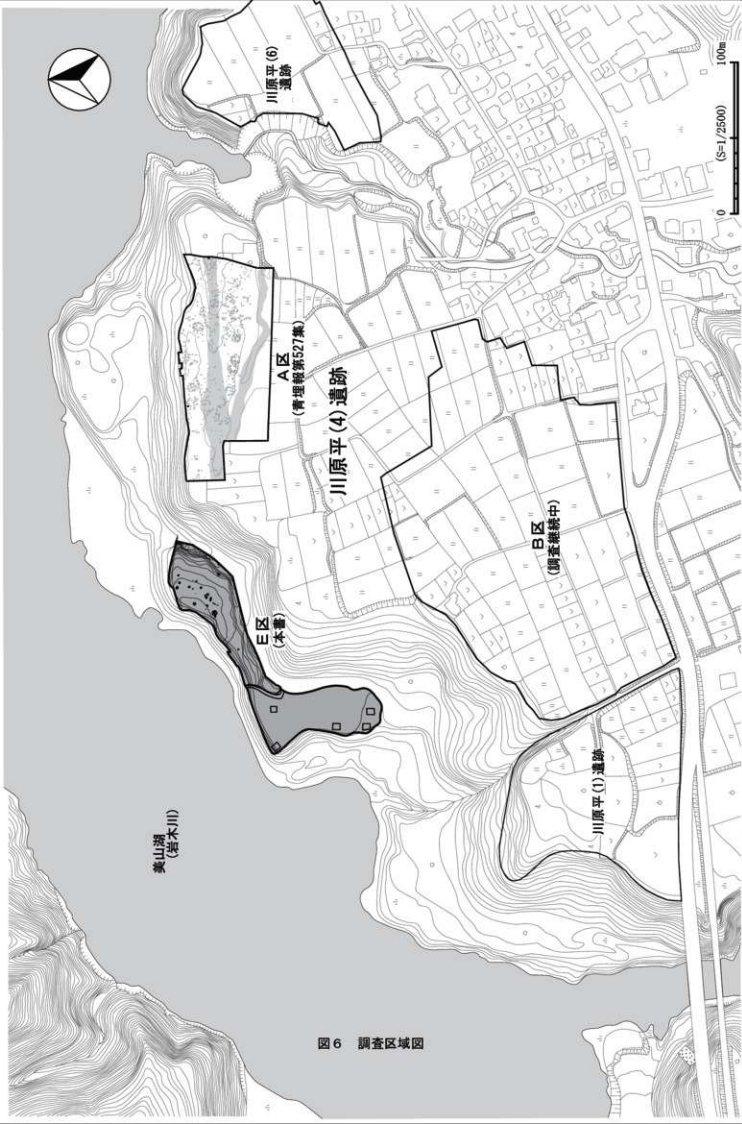 川原平(6)
遺跡
A区
(青埋報第527集)
川原平(4)遺跡
E区
(本書)
B区
(調査継続中)
川原平(1)遺跡
美山湖
(岩木川)
0
(S=1/2500)
100m
図6 調査区域図